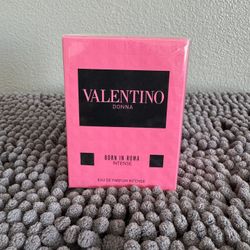 VALENTINO
DONNA
BORN IN ROMA
INTENSE
EAU DE PARFUM INTENSE